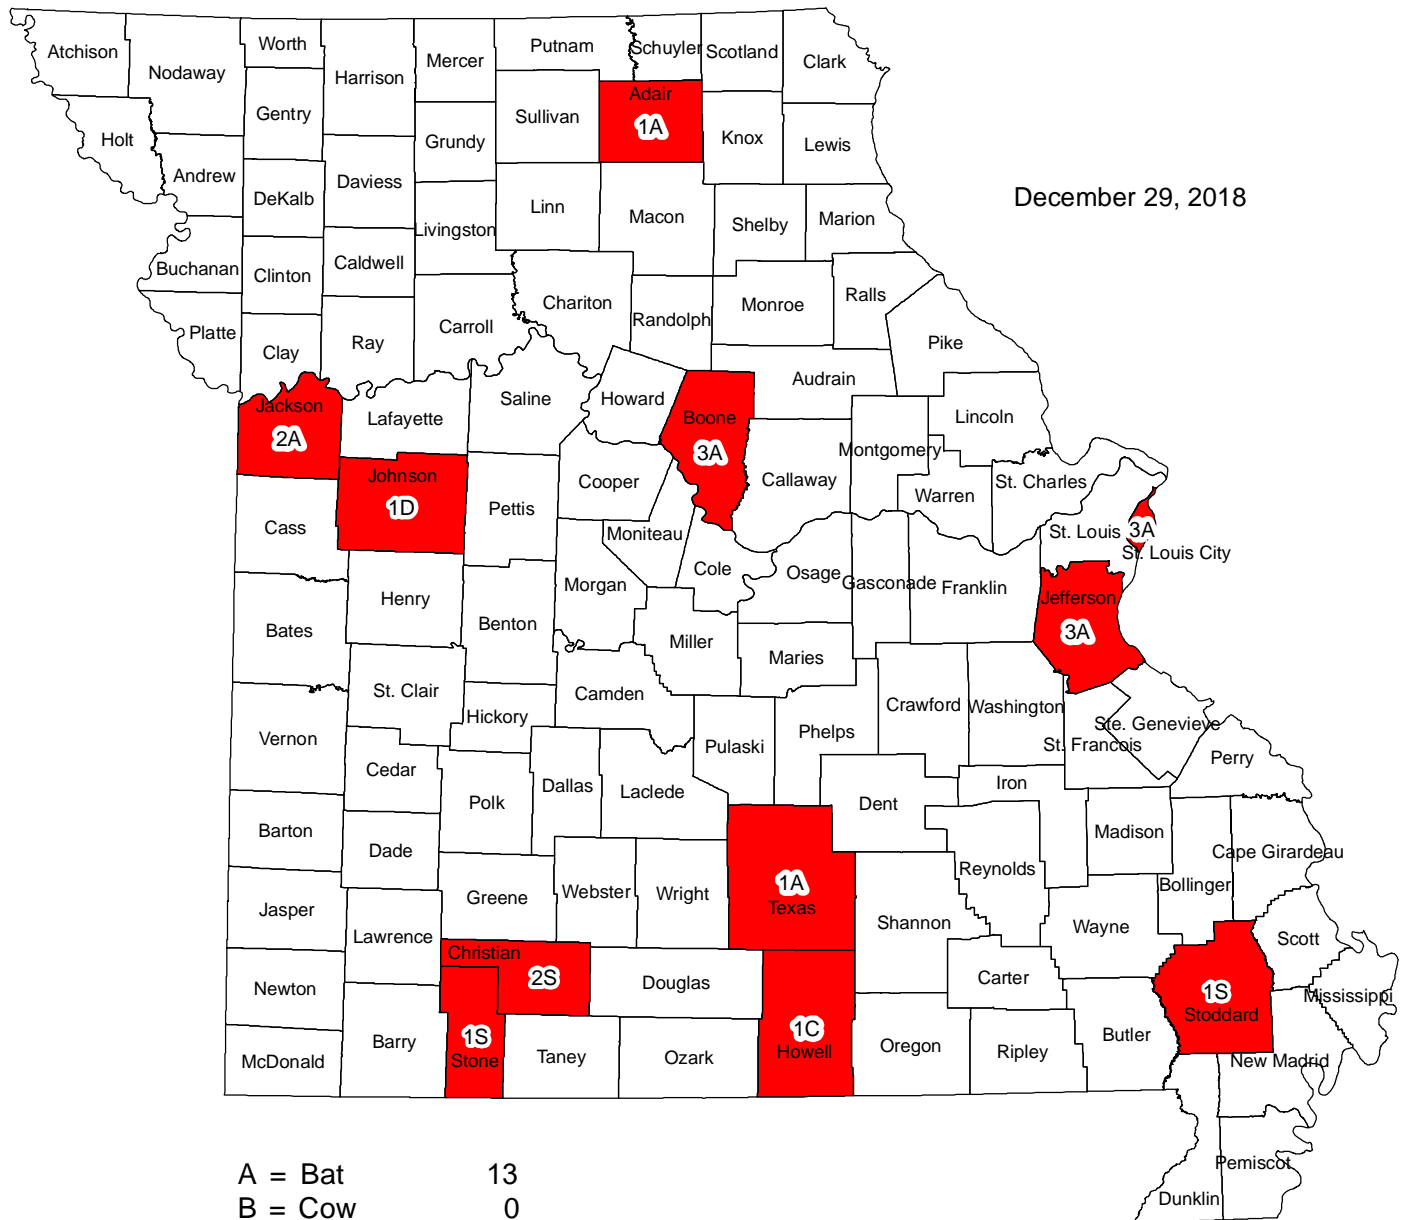 Atchison
Nodaway
Worth
Harrison
Mercer
Putnam
Schuyler
Scotland
Clark
Adair
1A
Gentry
Sullivan
Holt
Grundy
Knox
Lewis
Andrew
Daviess
DeKalb
December 29, 2018
Linn
Macon
Shelby
Marion
Livingston
Buchanan
Clinton
Caldwell
Chariton
Randolph
Monroe
Ralls
Platte
Clay
Ray
Carroll
Pike
Audrain
Jackson
2A
Lafayette
Saline
Howard
Boone
3A
Lincoln
Montgomery
Johnson
1D
Cooper
Callaway
Warren
St. Charles
Pettis
Cass
Moniteau
St. Louis
3A
St. Louis City
Cole
Osage
Gasconade
Franklin
Morgan
Henry
Jefferson
3A
Bates
Benton
Miller
Maries
St. Clair
Camden
Crawford
Washington
Hickory
Ste. Genevieve
Vernon
Pulaski
Phelps
St. Francois
Perry
Cedar
Iron
Dallas
Laclede
Polk
Dent
Barton
Madison
Dade
Cape Girardeau
Reynolds
Bollinger
1A
Texas
Webster
Wright
Greene
Jasper
Shannon
Wayne
Lawrence
Scott
Christian
2S
Douglas
Carter
Newton
1S
Stoddard
Mississippi
1S
Stone
1C
Howell
Butler
Barry
Oregon
Ripley
McDonald
Taney
Ozark
New Madrid
Pemiscot
Dunklin
A = Bat 13
B = Cow 0